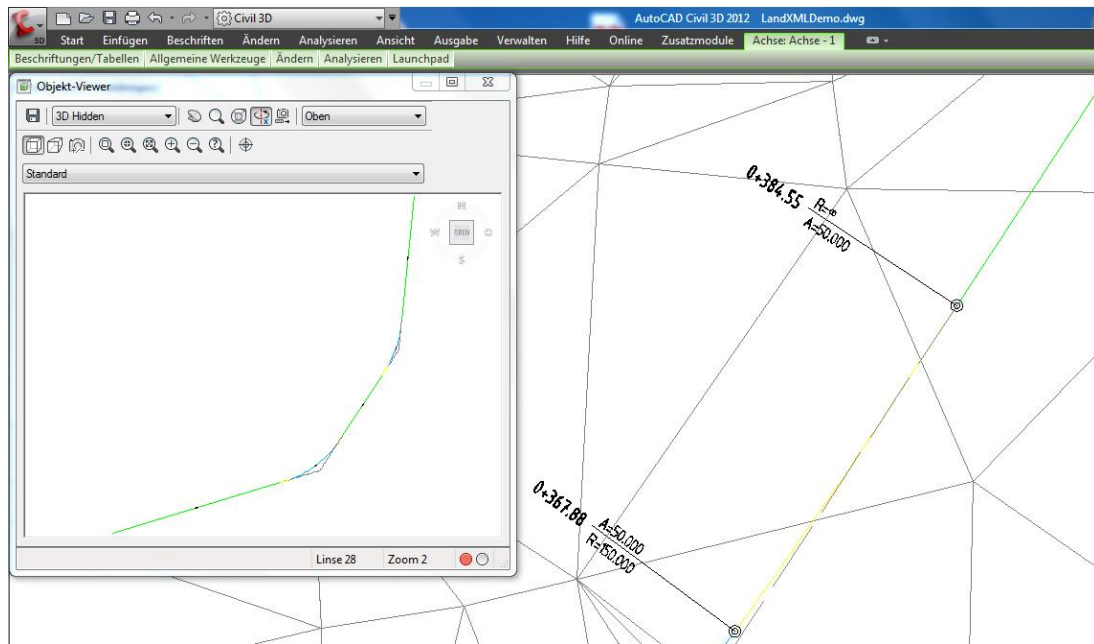 Civil 3D
AutoCAD Civil 3D 2012 LandXMLDemo.dwg
3D
Start Einfügen Beschriften Ändern Analysieren Ansicht Ausgabe Verwalten Hilfe Online Zusatzmodule Achse: Achse - 1
Beschriftungen/Tabellen Allgemeine Werkzeuge Ändern Analysieren Launchpad
Objekt-Viewer
3D Hidden Oben
Standard
N
W OBEN O
S
Linse 28 Zoom 2
0+384.55 R=∞
A=50.000
0+367.88 A=50.000
R=150.000